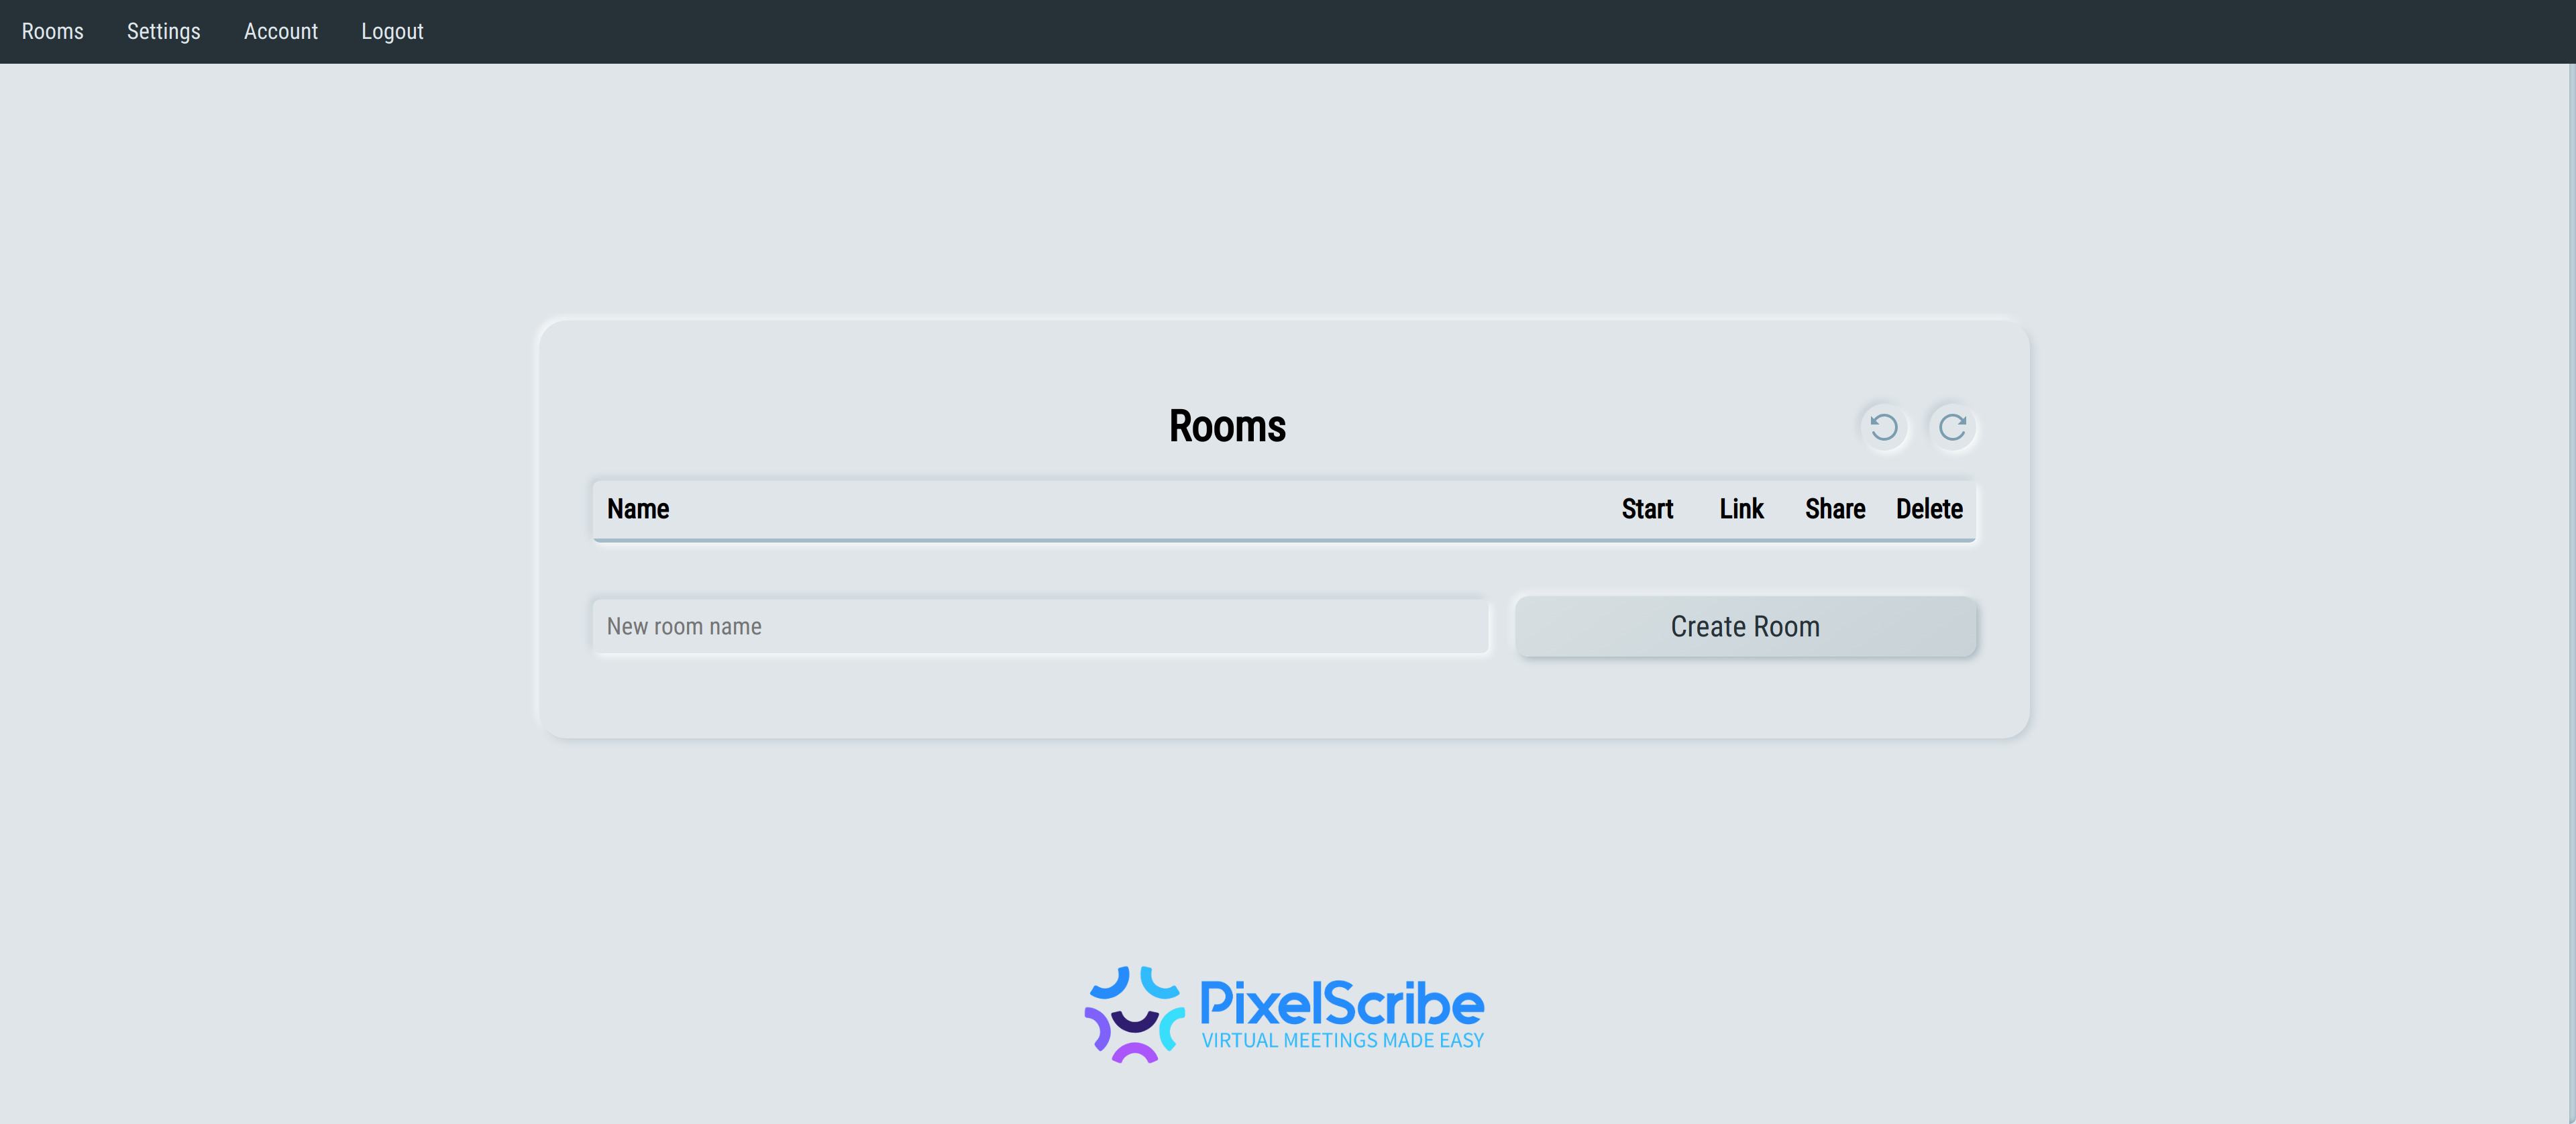 Rooms Settings Account Logout
Rooms
Name Start Link Share Delete
New room name Create Room
PixelScribe
VIRTUAL MEETINGS MADE EASY